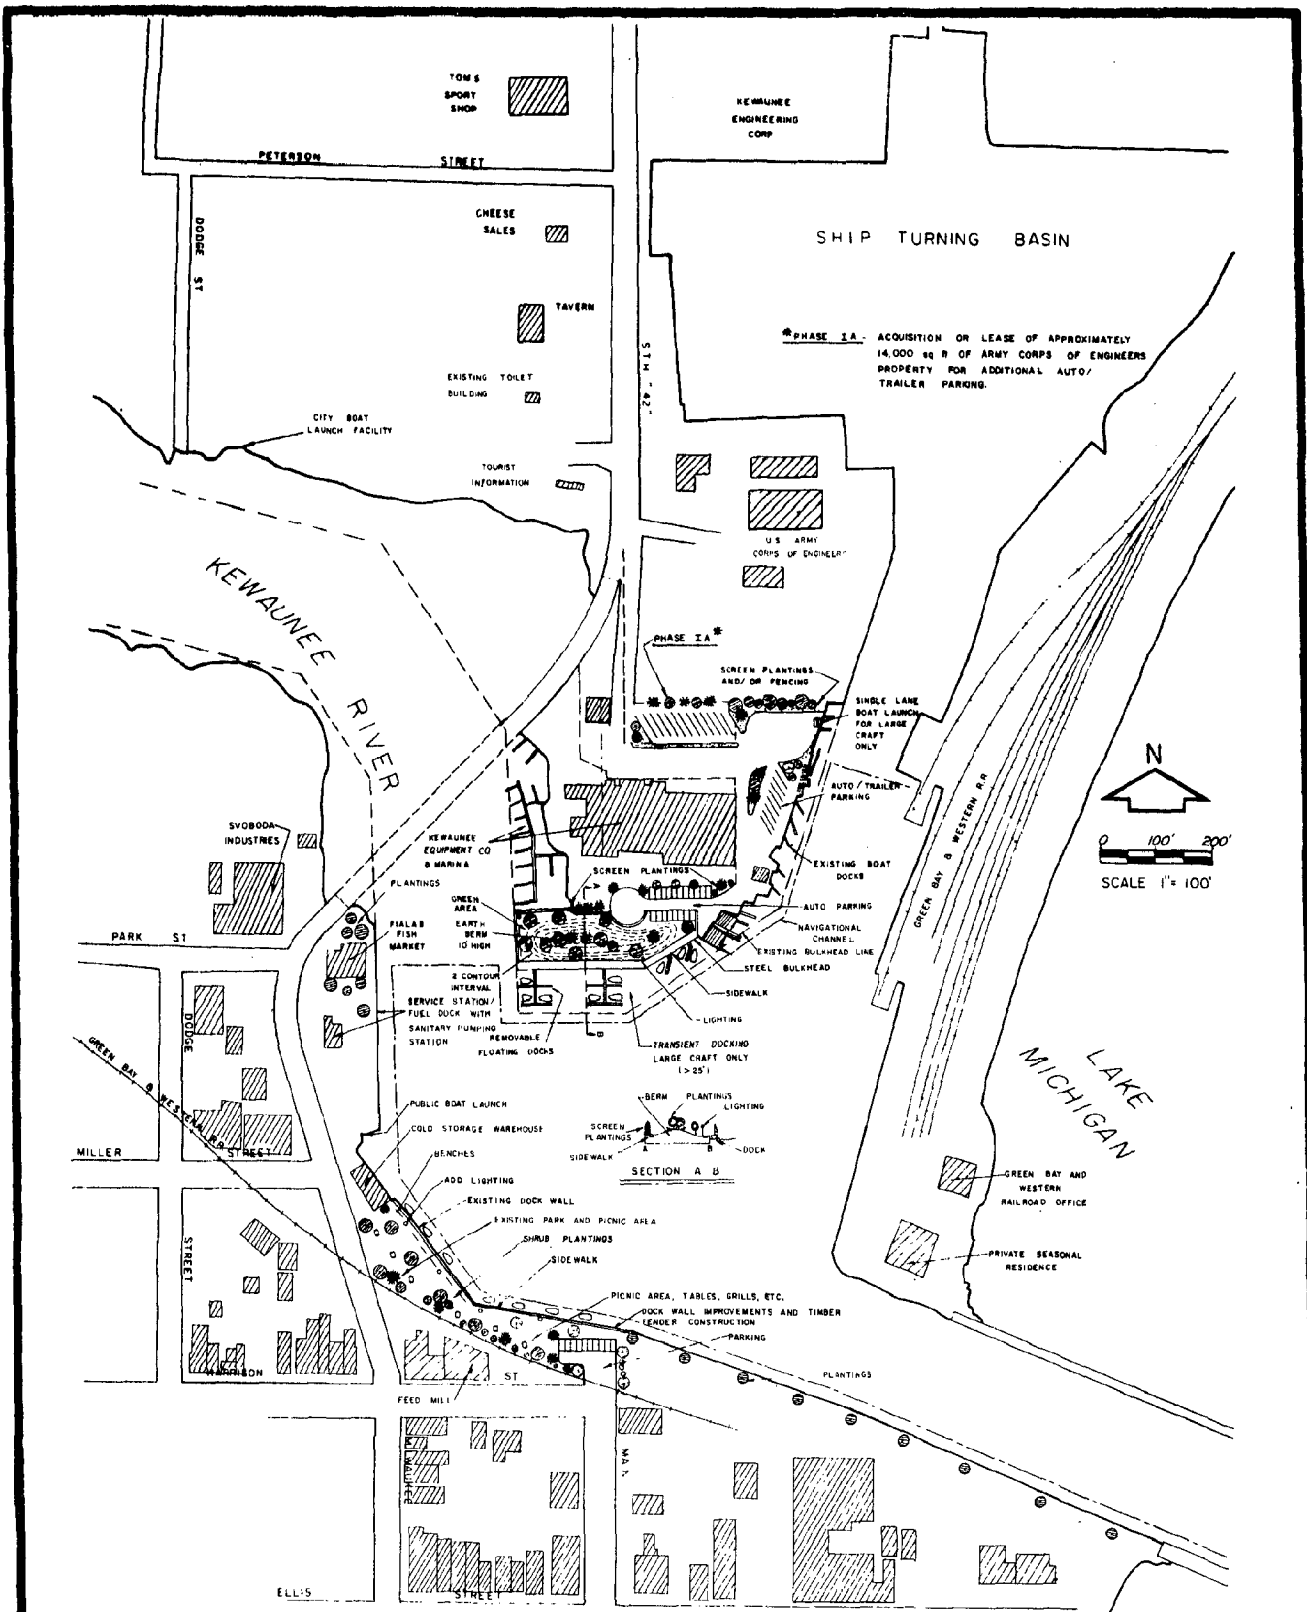 TOM'S
SPORT
SHOP
KEWAUNEE
ENGINEERING
CORP
PETERSON STREET
DODGE ST
CHEESE
SALES
SHIP TURNING BASIN
TAVERN
STH "42"
*PHASE IA - ACQUISITION OR LEASE OF APPROXIMATELY
14,000 sq ft OF ARMY CORPS OF ENGINEERS
PROPERTY FOR ADDITIONAL AUTO/
TRAILER PARKING.
EXISTING TOILET
BUILDING
CITY BOAT
LAUNCH FACILITY
TOURIST
INFORMATION
U.S. ARMY
CORPS OF ENGINEERS
KEWAUNEE RIVER
PHASE IA*
SCREEN PLANTINGS
AND/OR FENCING
SINGLE LANE
BOAT LAUNCH
FOR LARGE
CRAFT
ONLY
N
AUTO/TRAILER
PARKING
GREEN BAY & WESTERN R.R.
0 100' 200'
SCALE 1"= 100'
SVOBODA
INDUSTRIES
KEWAUNEE
EQUIPMENT CO
& MARINA
EXISTING BOAT
DOCKS
SCREEN PLANTINGS
PLANTINGS
GREEN
AREA
AUTO PARKING
EARTH
BERM
10' HIGH
PARK ST
FIALAB
FISH
MARKET
NAVIGATIONAL
CHANNEL
EXISTING BULKHEAD LINE
STEEL BULKHEAD
2' CONTOUR
INTERVAL
SIDEWALK
SERVICE STATION/
FUEL DOCK WITH
SANITARY PUMPING
STATION
LIGHTING
REMOVABLE
FLOATING DOCKS
B
TRANSIENT DOCKING
LARGE CRAFT ONLY
(>25')
DODGE
STREET
GREEN BAY & WESTERN R.R.
LAKE
MICHIGAN
PUBLIC BOAT LAUNCH
COLD STORAGE WAREHOUSE
BERM
PLANTINGS
LIGHTING
SCREEN
PLANTINGS
SIDEWALK
A B
DOCK
SECTION A B
MILLER STREET
BENCHES
ADD LIGHTING
EXISTING DOCK WALL
EXISTING PARK AND PICNIC AREA
SHRUB PLANTINGS
SIDEWALK
GREEN BAY AND
WESTERN
RAILROAD OFFICE
PRIVATE SEASONAL
RESIDENCE
PICNIC AREA, TABLES, GRILLS, ETC.
DOCK WALL IMPROVEMENTS AND TIMBER
FENDER CONSTRUCTION
PARKING
PLANTINGS
HARRISON ST
FEED MILL
MILWAUKEE
ELLIS STREET